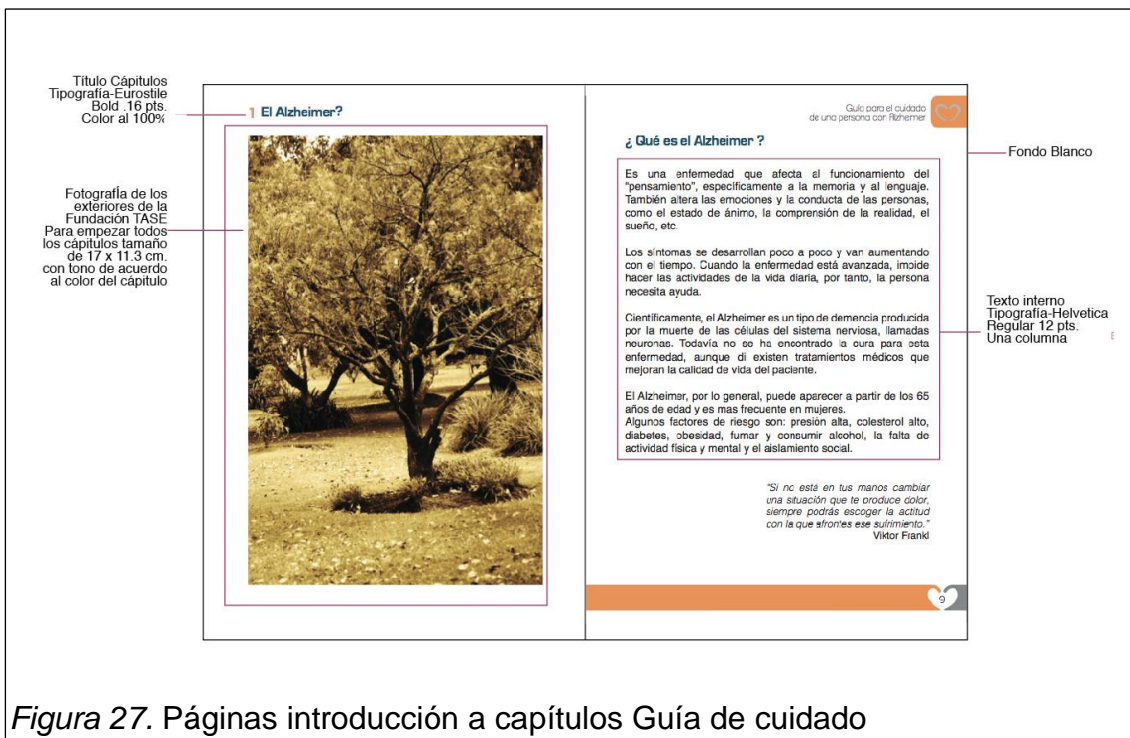 Título Cápitulos
Tipografía-Eurostile
Bold .16 pts.
Color al 100%
Fotografía de los
exteriores de la
Fundación TASE
Para empezar todos
los cápitulos tamaño
de 17 x 11.3 cm.
con tono de acuerdo
al color del cápitulo
1 El Alzheimer?
Guía para el cuidado
de una persona con Alzheimer
¿ Qué es el Alzheimer ?
Es una enfermedad que afecta al funcionamiento del
"pensamiento", específicamente a la memoria y al lenguaje.
También altera las emociones y la conducta de las personas,
como el estado de ánimo, la comprensión de la realidad, el
sueño, etc.
Los síntomas se desarrollan poco a poco y van aumentando
con el tiempo. Cuando la enfermedad está avanzada, impide
hacer las actividades de la vida diaria, por tanto, la persona
necesita ayuda.
Científicamente, el Alzheimer es un tipo de demencia producida
por la muerte de las células del sistema nerviosa, llamadas
neuronas. Todavía no se ha encontrado la cura para esta
enfermedad, aunque di existen tratamientos médicos que
mejoran la calidad de vida del paciente.
El Alzheimer, por lo general, puede aparecer a partir de los 65
años de edad y es mas frecuente en mujeres.
Algunos factores de riesgo son: presión alta, colesterol alto,
diabetes, obesidad, fumar y consumir alcohol, la falta de
actividad física y mental y el aislamiento social.
"Si no está en tus manos cambiar
una situación que te produce dolor,
siempre podrás escoger la actitud
con la que afrontes ese sufrimiento."
Viktor Frankl
9
Fondo Blanco
Texto interno
Tipografía-Helvetica
Regular 12 pts.
Una columna
Figura 27. Páginas introducción a capítulos Guía de cuidado